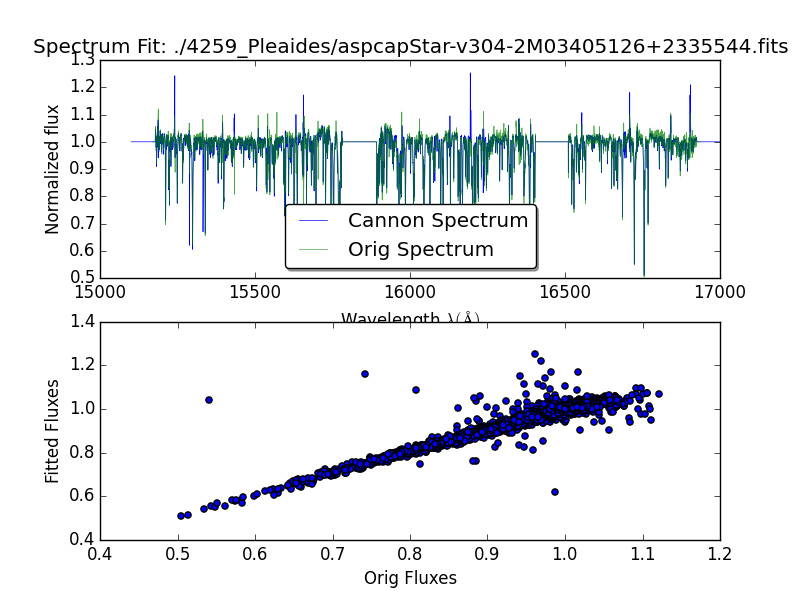 Spectrum Fit: ./4259_Pleaides/aspcapStar-v304-2M03405126+2335544.fits
1.3
1.2
1.1
1.0
0.9
0.8
0.7
0.6
0.5
Normalized flux
Cannon Spectrum
Orig Spectrum
15000 15500 16000 16500 17000
Wavelength λ(Å)
1.4
1.2
1.0
0.8
0.6
0.4
Fitted Fluxes
0.4 0.5 0.6 0.7 0.8 0.9 1.0 1.1 1.2
Orig Fluxes